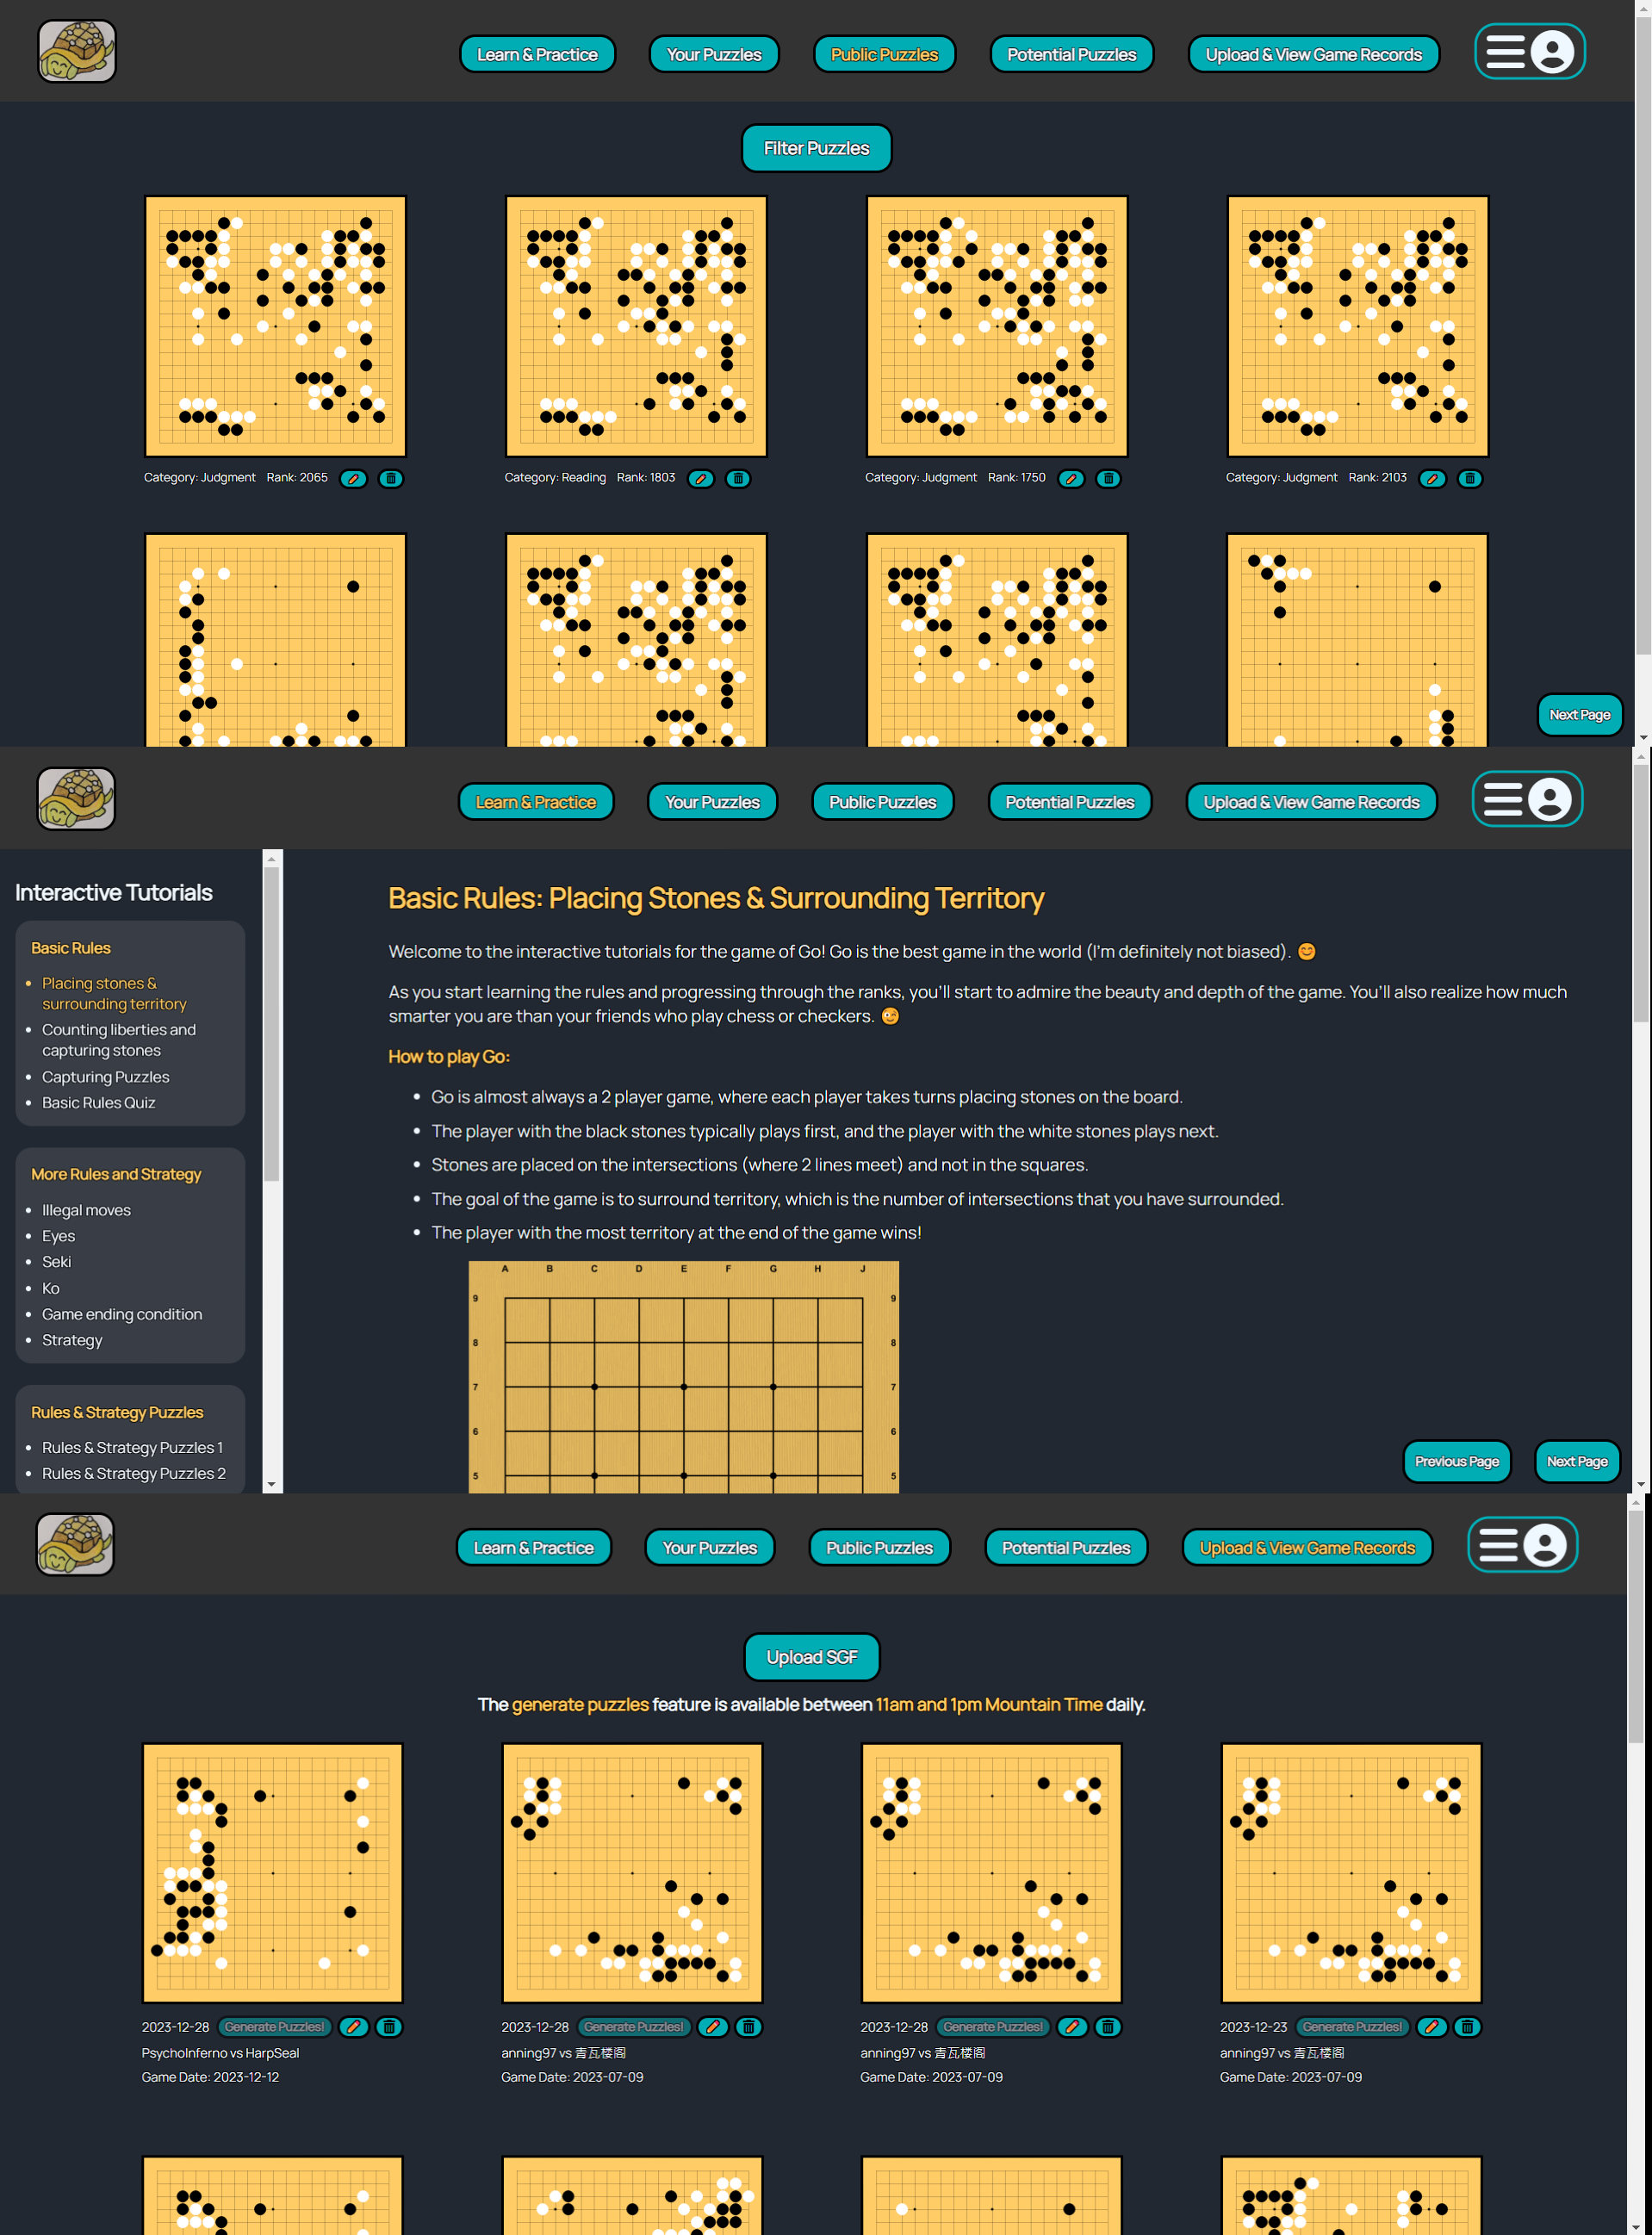 Learn & Practice Your Puzzles Public Puzzles Potential Puzzles Upload & View Game Records
Filter Puzzles
Category: Judgment Rank: 2065
Category: Reading Rank: 1803
Category: Judgment Rank: 1750
Category: Judgment Rank: 2103
Next Page
Learn & Practice Your Puzzles Public Puzzles Potential Puzzles Upload & View Game Records
Interactive Tutorials
Basic Rules
Placing stones &
surrounding territory
Counting liberties and
capturing stones
Capturing Puzzles
Basic Rules Quiz
More Rules and Strategy
Illegal moves
Eyes
Seki
Ko
Game ending condition
Strategy
Rules & Strategy Puzzles
Rules & Strategy Puzzles 1
Rules & Strategy Puzzles 2
Basic Rules: Placing Stones & Surrounding Territory
Welcome to the interactive tutorials for the game of Go! Go is the best game in the world (I'm definitely not biased). 😊
As you start learning the rules and progressing through the ranks, you'll start to admire the beauty and depth of the game. You'll also realize how much
smarter you are than your friends who play chess or checkers. 😉
How to play Go:
Go is almost always a 2 player game, where each player takes turns placing stones on the board.
The player with the black stones typically plays first, and the player with the white stones plays next.
Stones are placed on the intersections (where 2 lines meet) and not in the squares.
The goal of the game is to surround territory, which is the number of intersections that you have surrounded.
The player with the most territory at the end of the game wins!
A B C D E F G H J
9 9
8 8
7 7
6 6
5 5
Previous Page Next Page
Learn & Practice Your Puzzles Public Puzzles Potential Puzzles Upload & View Game Records
Upload SGF
The generate puzzles feature is available between 11am and 1pm Mountain Time daily.
2023-12-28 Generate Puzzles!
PsychoInferno vs HarpSeal
Game Date: 2023-12-12
2023-12-28 Generate Puzzles!
anning97 vs 青瓦楼阁
Game Date: 2023-07-09
2023-12-28 Generate Puzzles!
anning97 vs 青瓦楼阁
Game Date: 2023-07-09
2023-12-23 Generate Puzzles!
anning97 vs 青瓦楼阁
Game Date: 2023-07-09